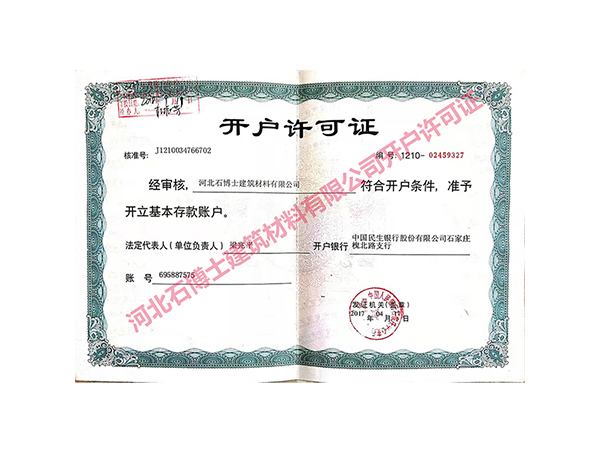 开户许可证
核准号: J1210034766702
编号: 1210-02459327
经审核, 河北石博士建筑材料有限公司 符合开户条件, 准予
开立基本存款账户。
法定代表人(单位负责人) 梁亮平 开户银行 中国民生银行股份有限公司石家庄
槐北路支行
账 号 695887575
发证机关(盖章)
2017 年 04 月 日
河北石博士建筑材料有限公司开户许可证